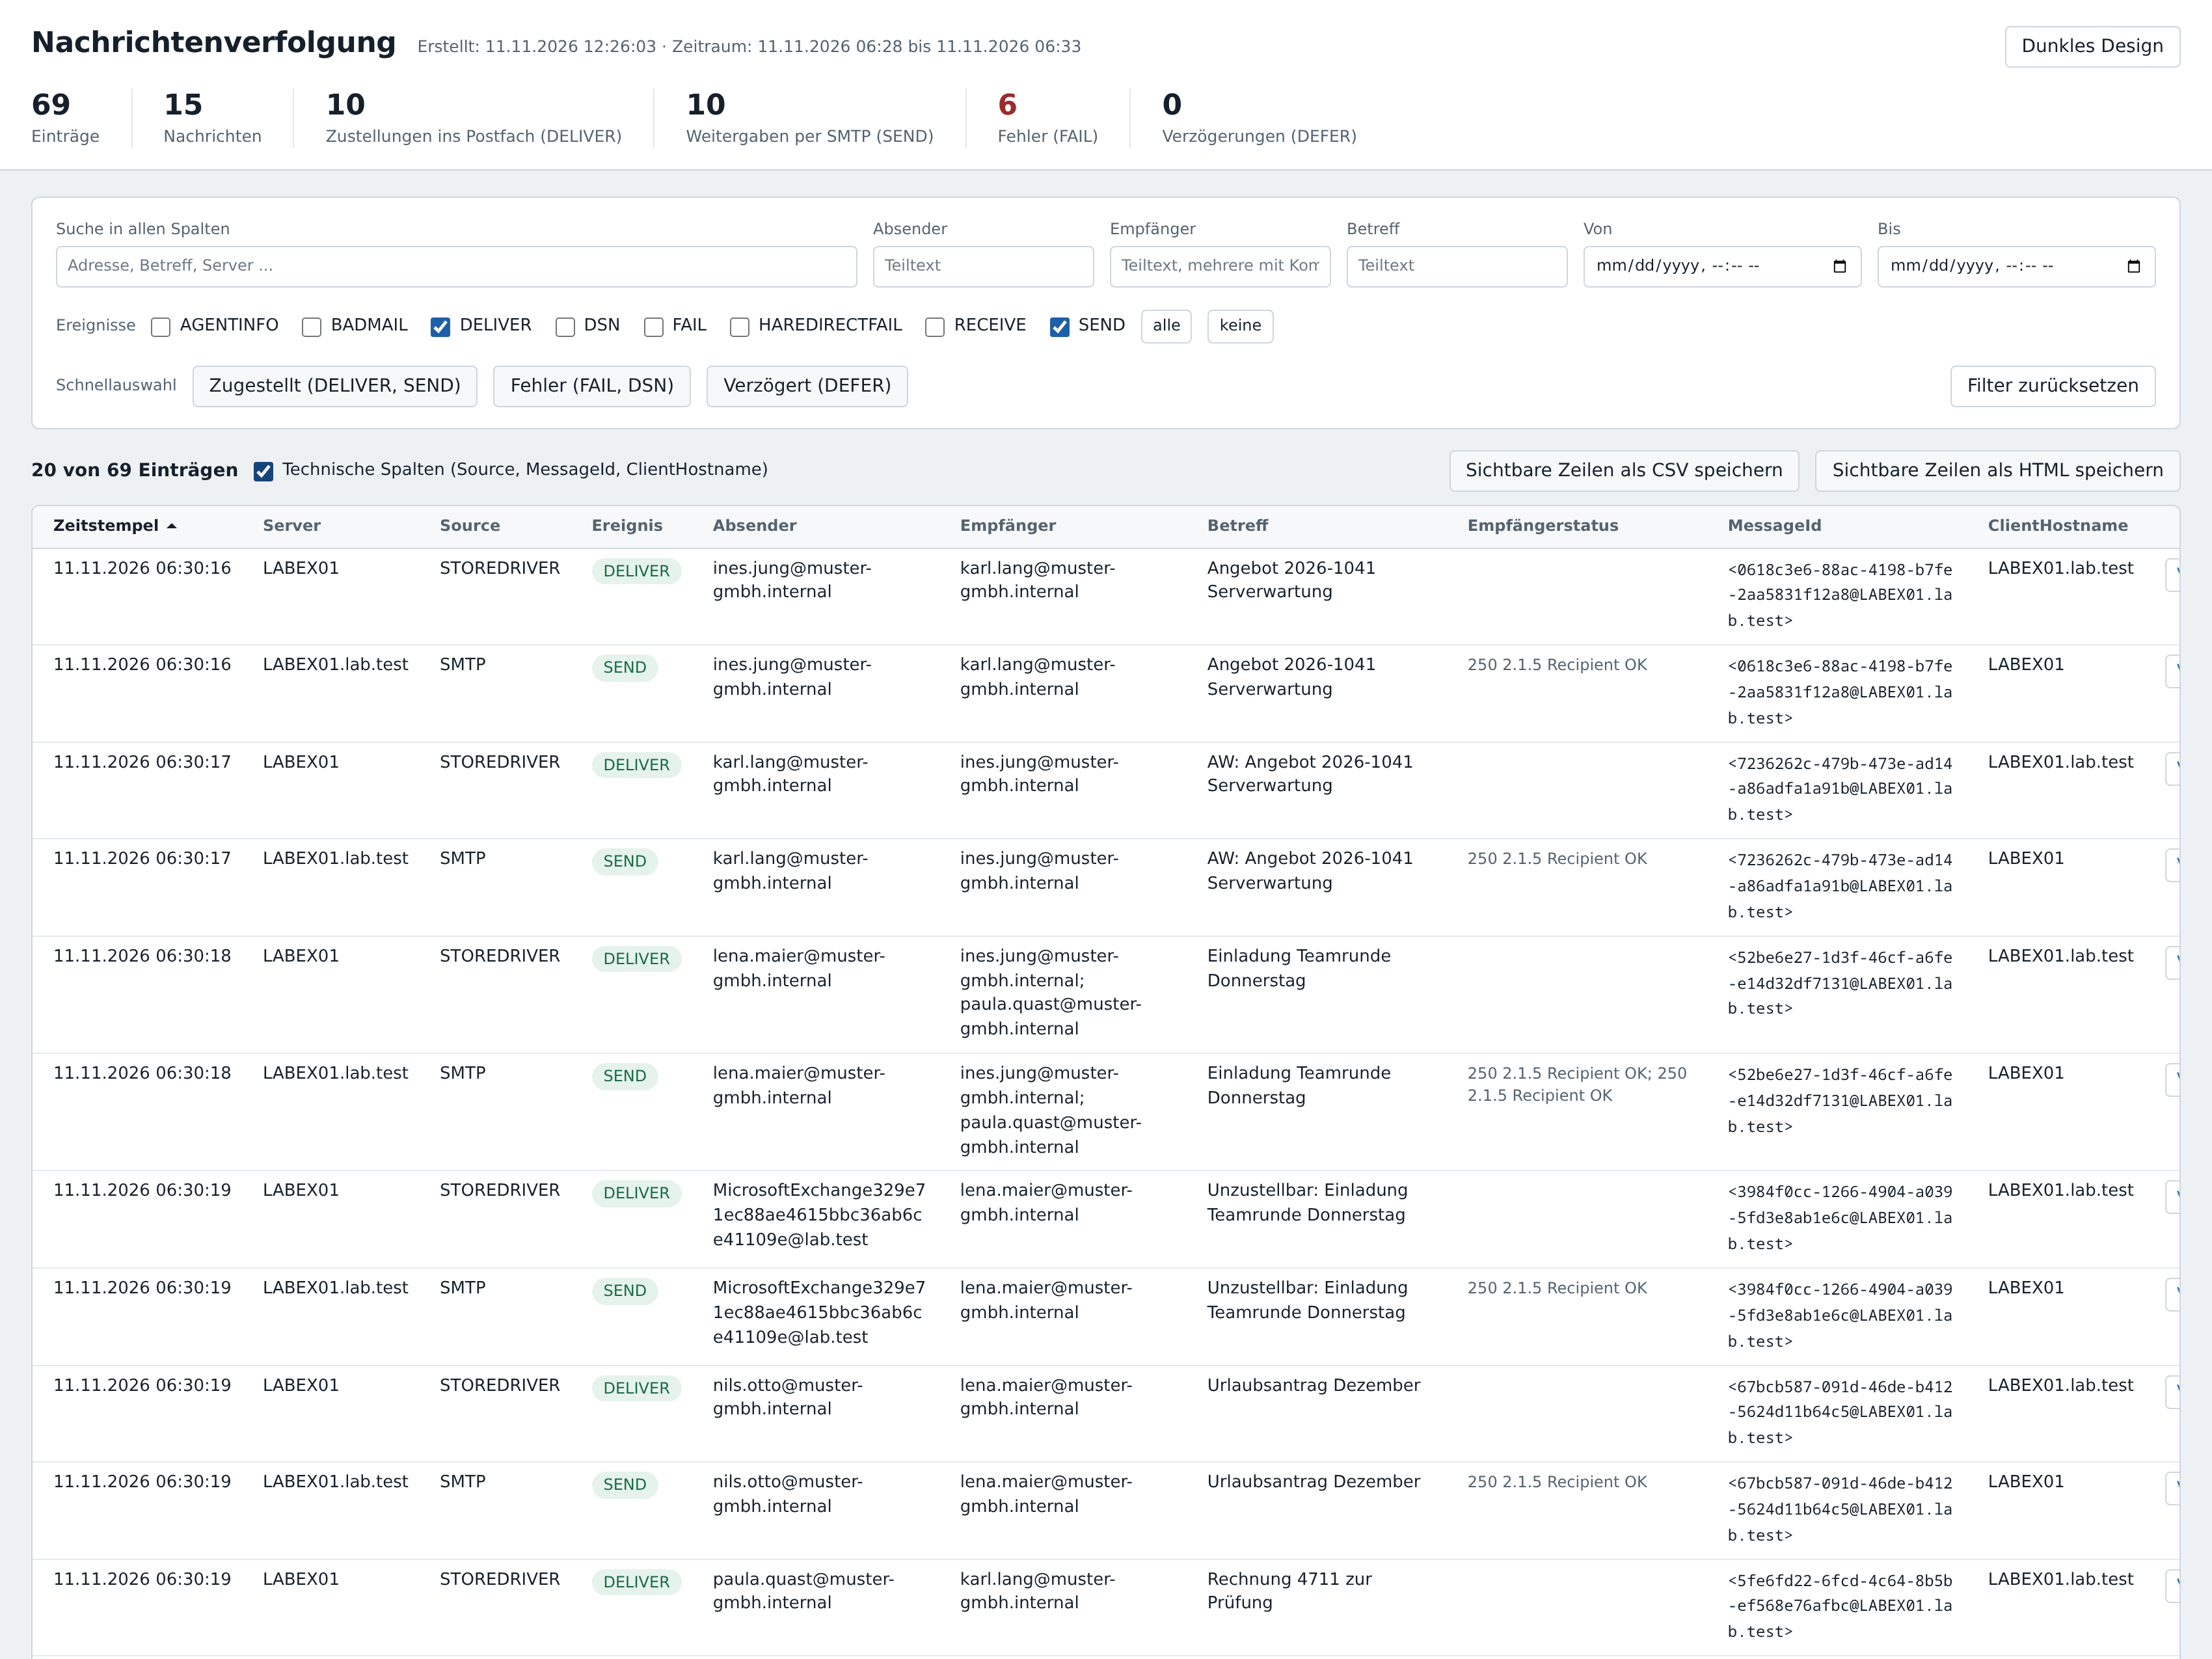 Nachrichtenverfolgung Erstellt: 11.11.2026 12:26:03 · Zeitraum: 11.11.2026 06:28 bis 11.11.2026 06:33 Dunkles Design
69 15 10 10 6 0
Einträge Nachrichten Zustellungen ins Postfach (DELIVER) Weitergaben per SMTP (SEND) Fehler (FAIL) Verzögerungen (DEFER)
Suche in allen Spalten Absender Empfänger Betreff Von Bis
Adresse, Betreff, Server ... Teiltext Teiltext, mehrere mit Kom Teiltext mm/dd/yyyy, --:-- -- mm/dd/yyyy, --:-- --
Ereignisse AGENTINFO BADMAIL DELIVER DSN FAIL HAREDIRECTFAIL RECEIVE SEND alle keine
Schnellauswahl Zugestellt (DELIVER, SEND) Fehler (FAIL, DSN) Verzögert (DEFER) Filter zurücksetzen
20 von 69 Einträgen Technische Spalten (Source, MessageId, ClientHostname) Sichtbare Zeilen als CSV speichern Sichtbare Zeilen als HTML speichern
Zeitstempel Server Source Ereignis Absender Empfänger Betreff Empfängerstatus MessageId ClientHostname
11.11.2026 06:30:16 LABEX01 STOREDRIVER DELIVER ines.jung@muster- karl.lang@muster- Angebot 2026-1041 <0618c3e6-88ac-4198-b7fe LABEX01.lab.test
gmbh.internal gmbh.internal Serverwartung -2aa5831f12a8@LABEX01.la
b.test>
11.11.2026 06:30:16 LABEX01.lab.test SMTP SEND ines.jung@muster- karl.lang@muster- Angebot 2026-1041 250 2.1.5 Recipient OK <0618c3e6-88ac-4198-b7fe LABEX01
gmbh.internal gmbh.internal Serverwartung -2aa5831f12a8@LABEX01.la
b.test>
11.11.2026 06:30:17 LABEX01 STOREDRIVER DELIVER karl.lang@muster- ines.jung@muster- AW: Angebot 2026-1041 <7236262c-479b-473e-ad14 LABEX01.lab.test
gmbh.internal gmbh.internal Serverwartung -a86adfa1a91b@LABEX01.la
b.test>
11.11.2026 06:30:17 LABEX01.lab.test SMTP SEND karl.lang@muster- ines.jung@muster- AW: Angebot 2026-1041 250 2.1.5 Recipient OK <7236262c-479b-473e-ad14 LABEX01
gmbh.internal gmbh.internal Serverwartung -a86adfa1a91b@LABEX01.la
b.test>
11.11.2026 06:30:18 LABEX01 STOREDRIVER DELIVER lena.maier@muster- ines.jung@muster- Einladung Teamrunde <52be6e27-1d3f-46cf-a6fe LABEX01.lab.test
gmbh.internal gmbh.internal; Donnerstag -e14d32df7131@LABEX01.la
paula.quast@muster- b.test>
gmbh.internal
11.11.2026 06:30:18 LABEX01.lab.test SMTP SEND lena.maier@muster- ines.jung@muster- Einladung Teamrunde 250 2.1.5 Recipient OK; 250 <52be6e27-1d3f-46cf-a6fe LABEX01
gmbh.internal gmbh.internal; Donnerstag 2.1.5 Recipient OK -e14d32df7131@LABEX01.la
paula.quast@muster- b.test>
gmbh.internal
11.11.2026 06:30:19 LABEX01 STOREDRIVER DELIVER MicrosoftExchange329e7 lena.maier@muster- Unzustellbar: Einladung <3984f0cc-1266-4904-a039 LABEX01.lab.test
1ec88ae4615bbc36ab6c gmbh.internal Teamrunde Donnerstag -5fd3e8ab1e6c@LABEX01.la
e41109e@lab.test b.test>
11.11.2026 06:30:19 LABEX01.lab.test SMTP SEND MicrosoftExchange329e7 lena.maier@muster- Unzustellbar: Einladung 250 2.1.5 Recipient OK <3984f0cc-1266-4904-a039 LABEX01
1ec88ae4615bbc36ab6c gmbh.internal Teamrunde Donnerstag -5fd3e8ab1e6c@LABEX01.la
e41109e@lab.test b.test>
11.11.2026 06:30:19 LABEX01 STOREDRIVER DELIVER nils.otto@muster- lena.maier@muster- Urlaubsantrag Dezember <67bcb587-091d-46de-b412 LABEX01.lab.test
gmbh.internal gmbh.internal -5624d11b64c5@LABEX01.la
b.test>
11.11.2026 06:30:19 LABEX01.lab.test SMTP SEND nils.otto@muster- lena.maier@muster- Urlaubsantrag Dezember 250 2.1.5 Recipient OK <67bcb587-091d-46de-b412 LABEX01
gmbh.internal gmbh.internal -5624d11b64c5@LABEX01.la
b.test>
11.11.2026 06:30:19 LABEX01 STOREDRIVER DELIVER paula.quast@muster- karl.lang@muster- Rechnung 4711 zur <5fe6fd22-6fcd-4c64-8b5b LABEX01.lab.test
gmbh.internal gmbh.internal Prüfung -ef568e76afbc@LABEX01.la
b.test>